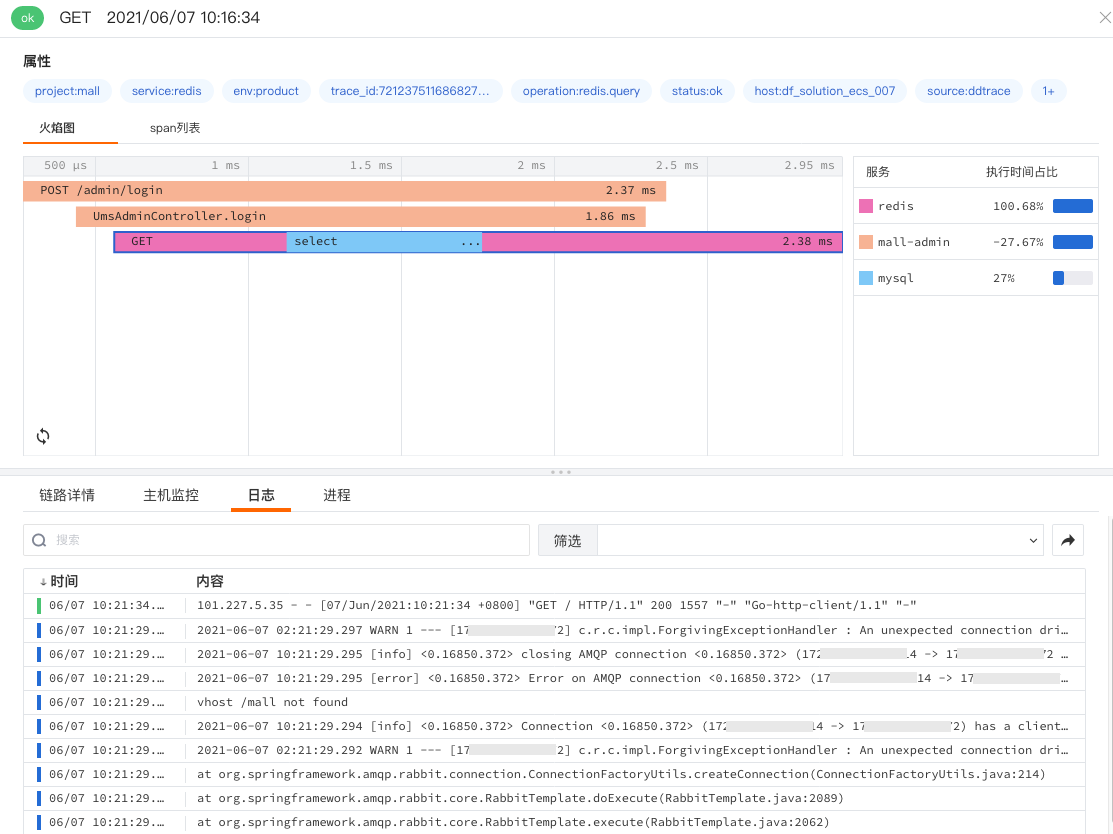 ok GET 2021/06/07 10:16:34
属性
project:mall service:redis env:product trace_id:721237511686827... operation:redis.query status:ok host:df_solution_ecs_007 source:ddtrace 1+
火焰图 span列表
500 μs 1 ms 1.5 ms 2 ms 2.5 ms 2.95 ms
POST /admin/login 2.37 ms
UmsAdminController.login 1.86 ms
GET select ... 2.38 ms
服务 执行时间占比
redis 100.68%
mall-admin -27.67%
mysql 27%
链路详情 主机监控 日志 进程
搜索 筛选
↓时间 内容
06/07 10:21:34.... 101.227.5.35 - - [07/Jun/2021:10:21:34 +0800] "GET / HTTP/1.1" 200 1557 "-" "Go-http-client/1.1" "-"
06/07 10:21:29.... 2021-06-07 02:21:29.297 WARN 1 --- [17 2] c.r.c.impl.ForgivingExceptionHandler : An unexpected connection dri...
06/07 10:21:29.... 2021-06-07 10:21:29.295 [info] <0.16850.372> closing AMQP connection <0.16850.372> (172 .4 -> 17 2 ...
06/07 10:21:29.... 2021-06-07 10:21:29.295 [error] <0.16850.372> Error on AMQP connection <0.16850.372> (17 14 -> 17 ...
06/07 10:21:29.... vhost /mall not found
06/07 10:21:29.... 2021-06-07 10:21:29.294 [info] <0.16850.372> Connection <0.16850.372> (172 4 -> 17 2) has a client...
06/07 10:21:29.... 2021-06-07 02:21:29.292 WARN 1 --- [17 2] c.r.c.impl.ForgivingExceptionHandler : An unexpected connection dri...
06/07 10:21:29.... at org.springframework.amqp.rabbit.connection.ConnectionFactoryUtils.createConnection(ConnectionFactoryUtils.java:214)
06/07 10:21:29.... at org.springframework.amqp.rabbit.core.RabbitTemplate.doExecute(RabbitTemplate.java:2089)
06/07 10:21:29.... at org.springframework.amqp.rabbit.core.RabbitTemplate.execute(RabbitTemplate.java:2062)